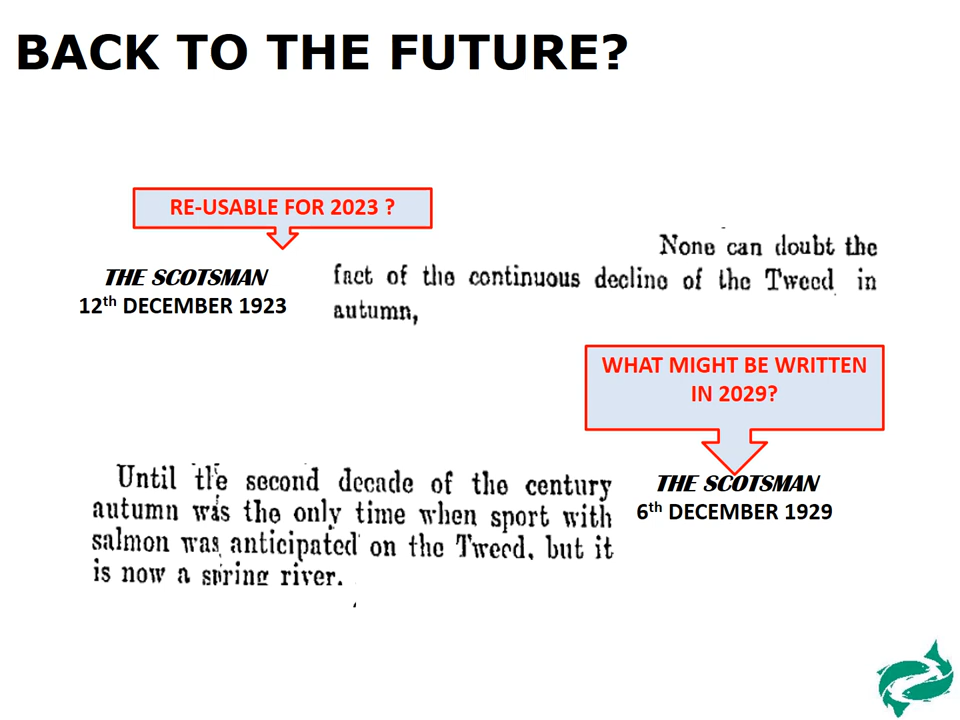 BACK TO THE FUTURE?
RE-USABLE FOR 2023 ?
THE SCOTSMAN
12th DECEMBER 1923
None can doubt the
fact of the continuous decline of the Tweed in
autumn,
WHAT MIGHT BE WRITTEN
IN 2029?
THE SCOTSMAN
6th DECEMBER 1929
Until the second decade of the century
autumn was the only time when sport with
salmon was anticipated on the Tweed, but it
is now a spring river.